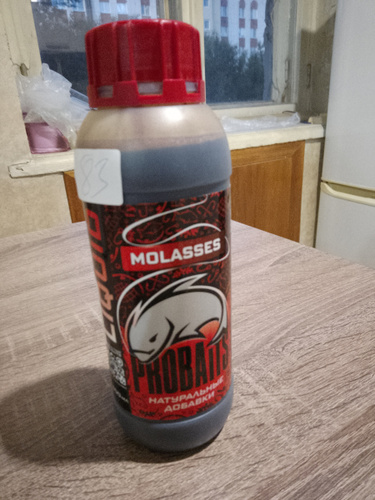 83
LIQUID
MOLASSES
PROBAITS
НАТУРАЛЬНЫЕ
ДОБАВКИ